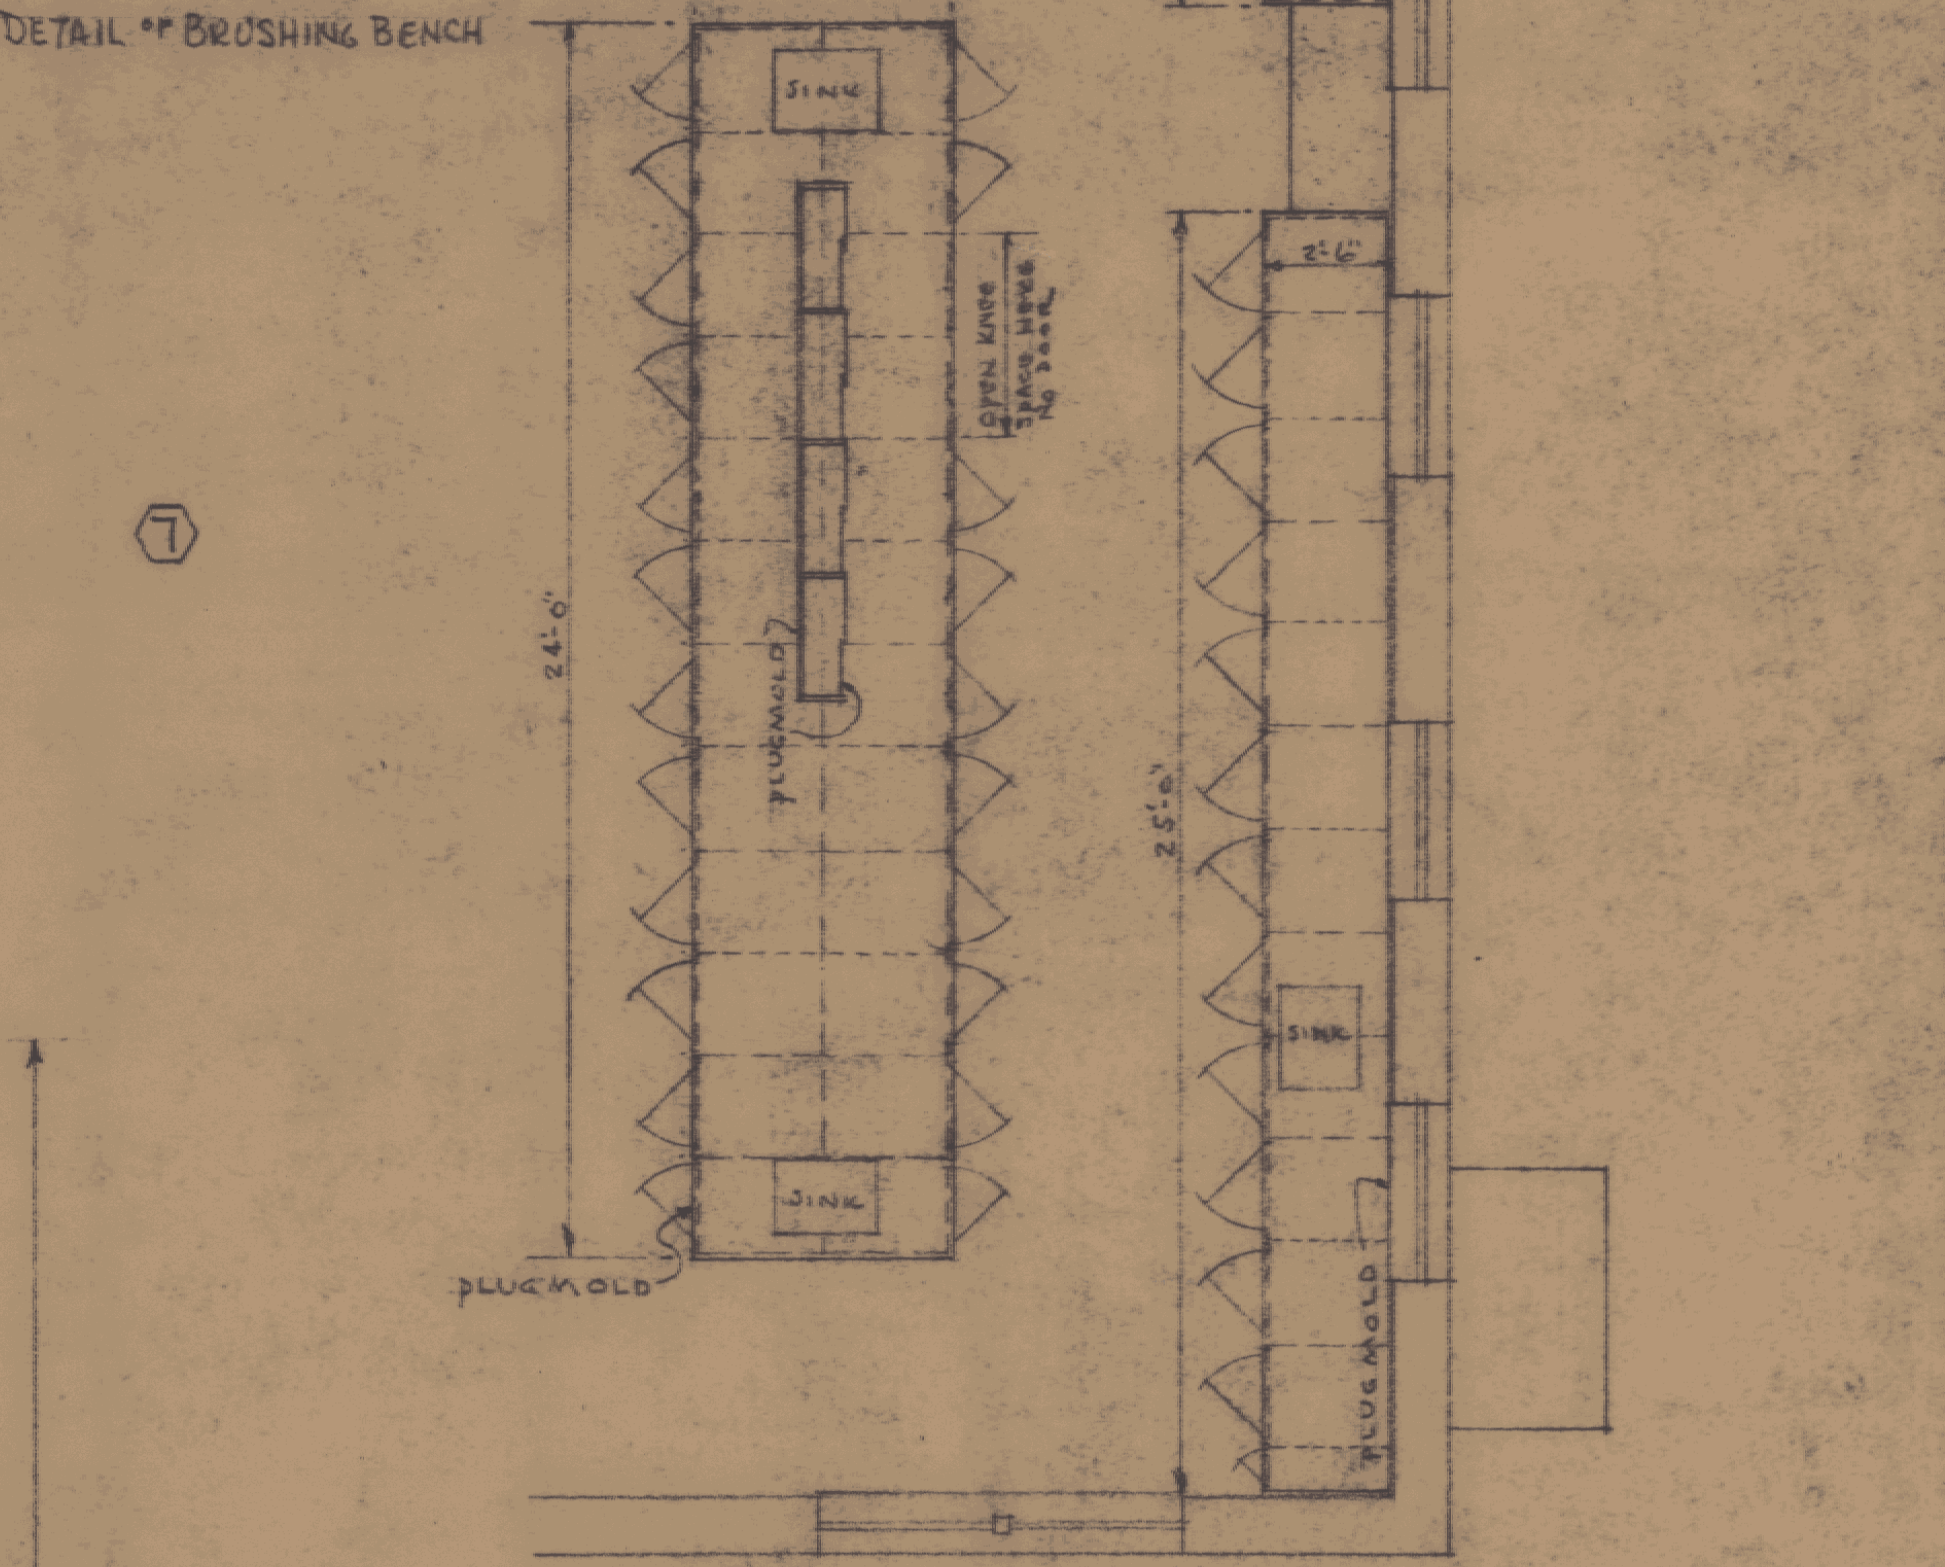 DETAIL OF BRUSHING BENCH
SINK
2'-6"
OPEN KNEE
SPACE HERE
NO DOOR
7
24'-0"
PLUGMOLD
25'-0"
SINK
SINK
PLUGMOLD
PLUGMOLD